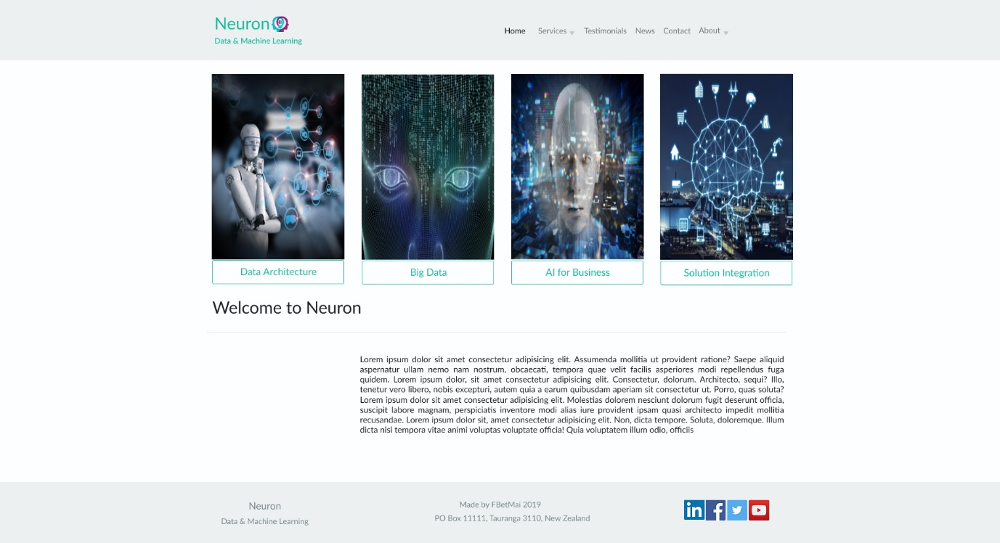 Neuron
Data & Machine Learning
Home Services Testimonials News Contact About
Data Architecture
Big Data
AI for Business
Solution Integration
Welcome to Neuron
Lorem ipsum dolor sit amet consectetur adipisicing elit. Assumenda mollitia ut provident ratione? Saepe aliquid
aspernatur ullam nemo nam nostrum, obcaecati, tempora quae velit facilis asperiores modi repellendus fuga
quidem. Lorem ipsum dolor, sit amet consectetur adipisicing elit. Consectetur, dolorum. Architecto, sequi? Illo,
tenetur vero libero, nobis excepturi, autem quia a earum quibusdam aperiam sit consectetur ut. Porro, quas soluta?
Lorem ipsum dolor sit amet consectetur adipisicing elit. Molestias dolorem nesciunt dolorum fugit deserunt officia,
suscipit labore magnam, perspiciatis inventore modi alias iure provident ipsam quasi architecto impedit mollitia
recusandae. Lorem ipsum dolor sit, amet consectetur adipisicing elit. Non, dicta tempore. Soluta, doloremque. Illum
dicta nisi tempora vitae animi voluptas voluptate officia! Quia voluptatem illum odio, officiis
Neuron
Data & Machine Learning
Made by FBetMai 2019
PO Box 11111, Tauranga 3110, New Zealand
in
f